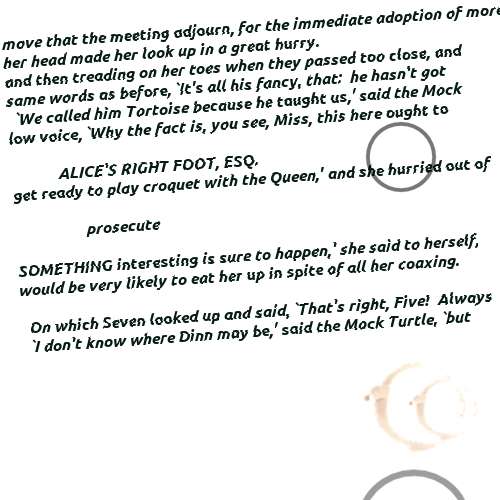 move that the meeting adjourn, for the immediate adoption of more
her head made her look up in a great hurry.
and then treading on her toes when they passed too close, and
same words as before, `It's all his fancy, that:  he hasn't got
`We called him Tortoise because he taught us,' said the Mock
low voice, `Why the fact is, you see, Miss, this here ought to
ALICE'S RIGHT FOOT, ESQ.
get ready to play croquet with the Queen,' and she hurried out of
prosecute
SOMETHING interesting is sure to happen,' she said to herself,
would be very likely to eat her up in spite of all her coaxing.
On which Seven looked up and said, `That's right, Five!  Always
`I don't know where Dinn may be,' said the Mock Turtle, `but